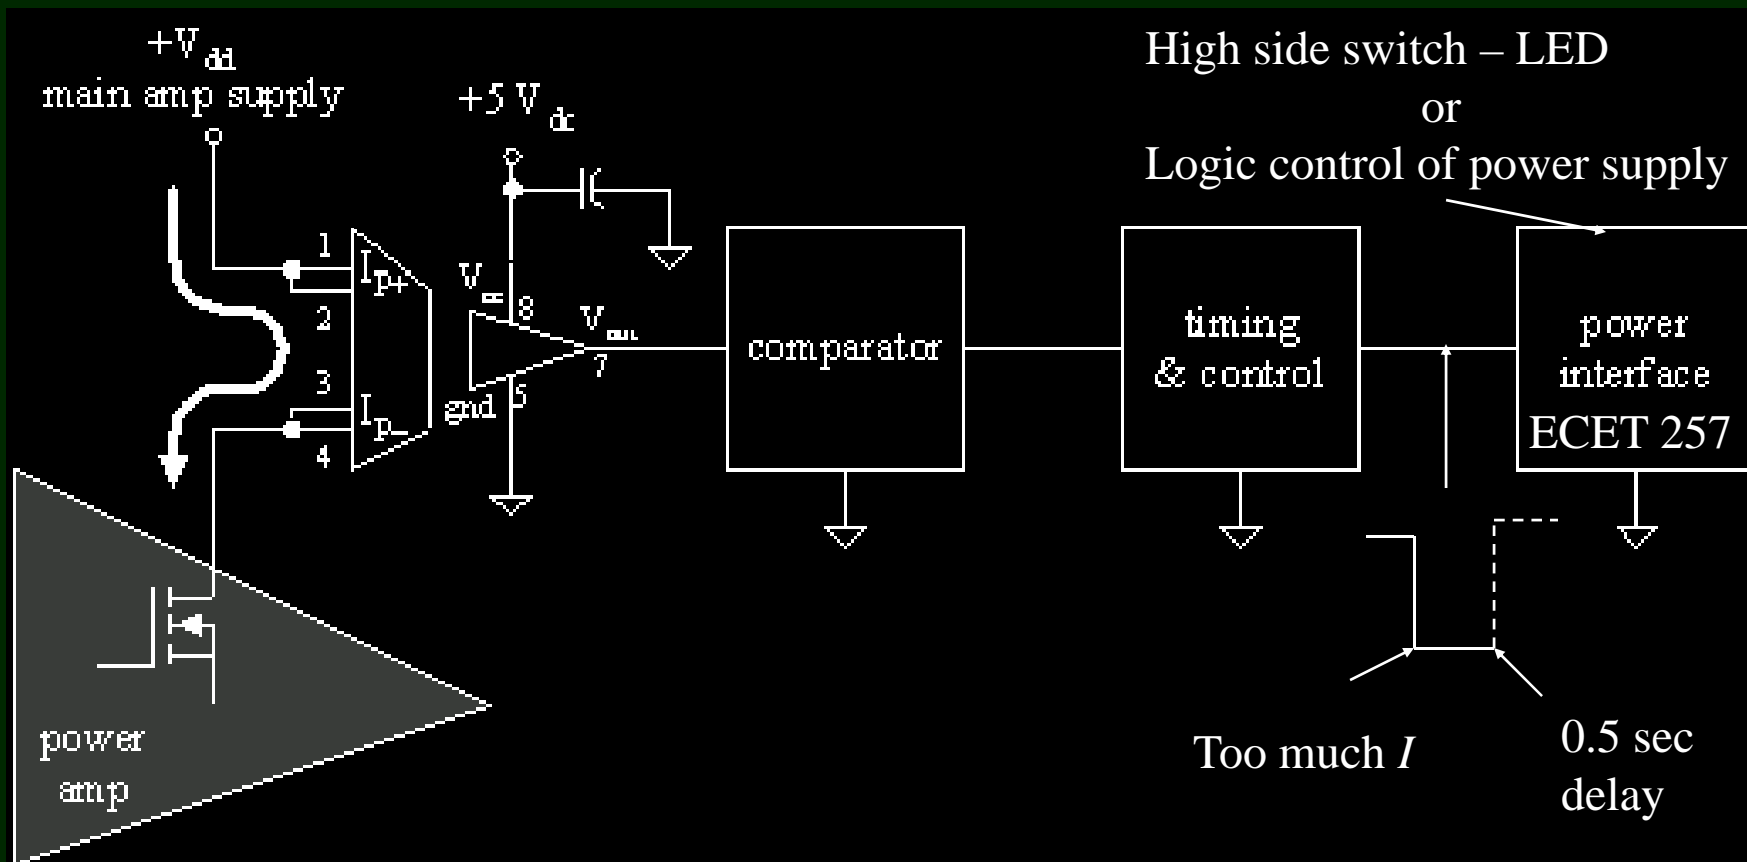 +V dd
main amp supply
+5 V dc
High side switch – LED
or
Logic control of power supply
1
I P+
2
3
I P-
4
V cc
8
V out
7
gnd
5
comparator
timing
& control
power
interface
ECET 257
power
amp
Too much I
0.5 sec
delay